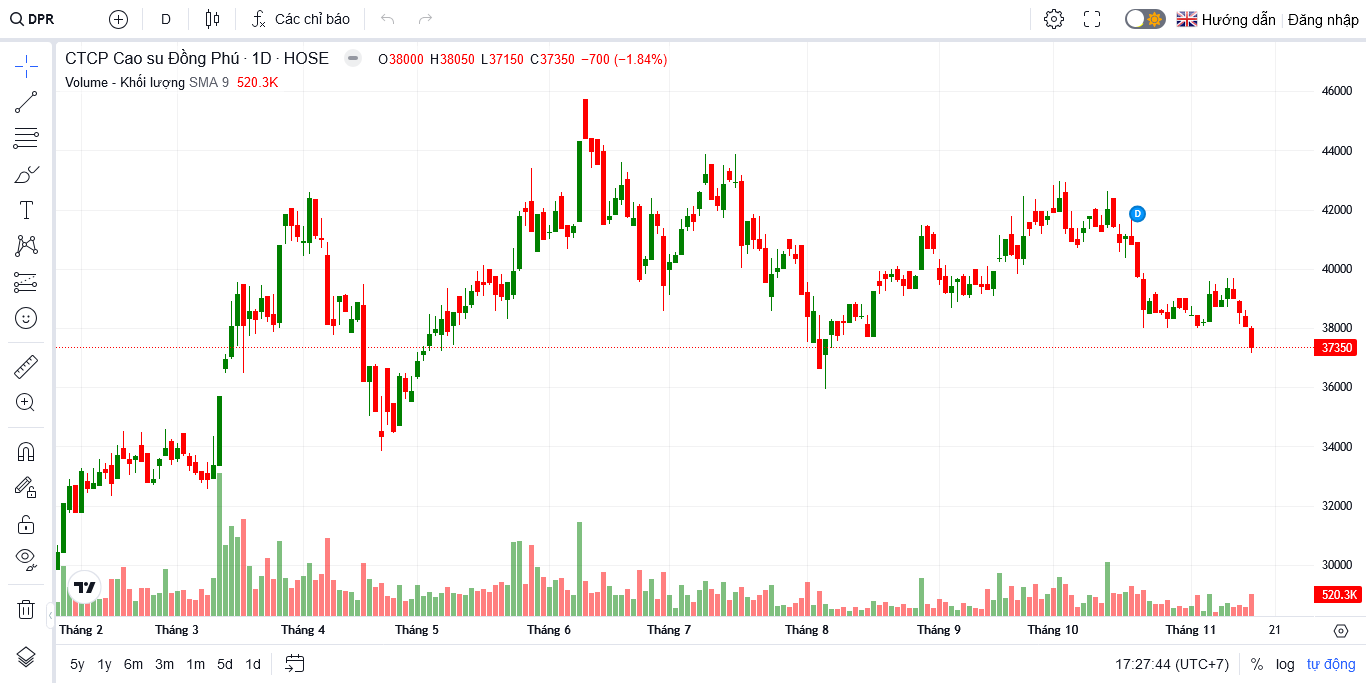 DPR D Các chỉ báo Hướng dẫn Đăng nhập
CTCP Cao su Đồng Phú · 1D · HOSE O38000 H38050 L37150 C37350 −700 (−1.84%)
Volume - Khối lượng SMA 9 520.3K
46000
44000
42000
D
40000
38000
37350
36000
34000
32000
30000
520.3K
Tháng 2 Tháng 3 Tháng 4 Tháng 5 Tháng 6 Tháng 7 Tháng 8 Tháng 9 Tháng 10 Tháng 11 21
5y 1y 6m 3m 1m 5d 1d 17:27:44 (UTC+7) % log tự động